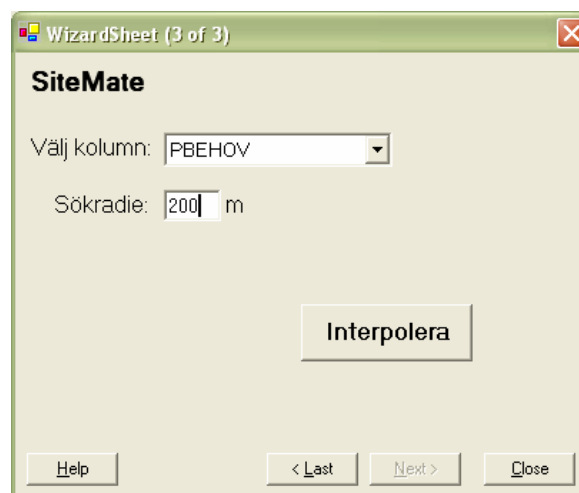 WizardSheet (3 of 3)
SiteMate
Välj kolumn: PBEHOV
Sökradie: 200 m
Interpolera
Help < Last Next > Close